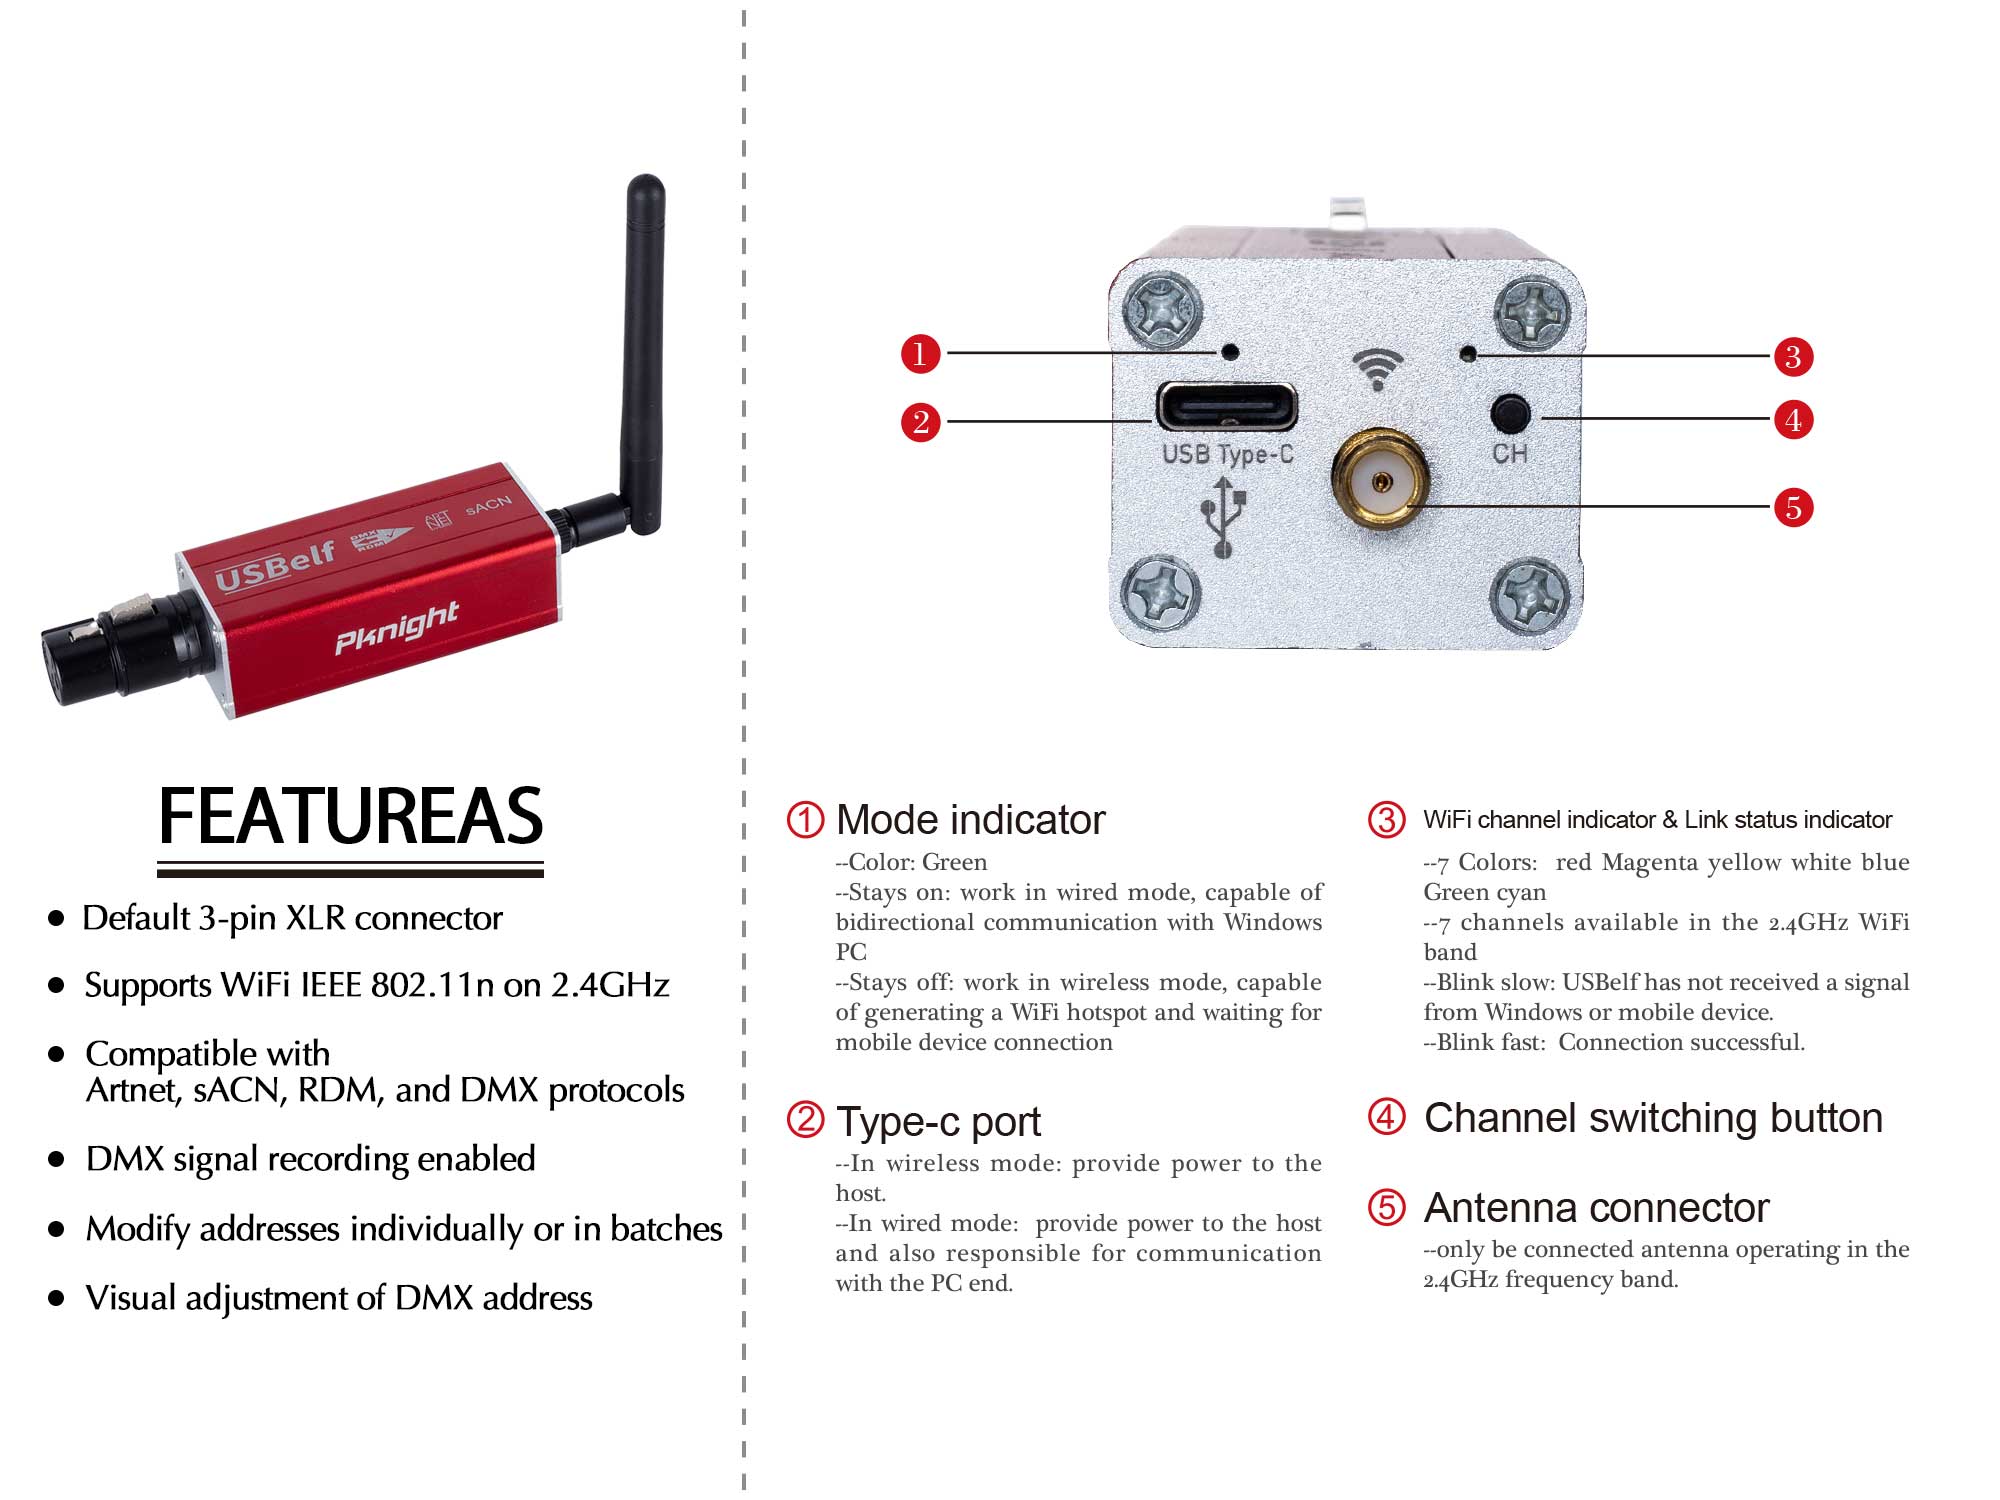 USBelf
DMX
RDM
ART
NET
sACN
Pknight
FEATUREAS
● Default 3-pin XLR connector
● Supports WiFi IEEE 802.11n on 2.4GHz
● Compatible with
Artnet, sACN, RDM, and DMX protocols
● DMX signal recording enabled
● Modify addresses individually or in batches
● Visual adjustment of DMX address
1
2
3
4
5
USB Type-C
CH
① Mode indicator
--Color: Green
--Stays on: work in wired mode, capable of
bidirectional communication with Windows
PC
--Stays off: work in wireless mode, capable
of generating a WiFi hotspot and waiting for
mobile device connection
② Type-c port
--In wireless mode: provide power to the
host.
--In wired mode: provide power to the host
and also responsible for communication
with the PC end.
③ WiFi channel indicator & Link status indicator
--7 Colors: red Magenta yellow white blue
Green cyan
--7 channels available in the 2.4GHz WiFi
band
--Blink slow: USBelf has not received a signal
from Windows or mobile device.
--Blink fast: Connection successful.
④ Channel switching button
⑤ Antenna connector
--only be connected antenna operating in the
2.4GHz frequency band.